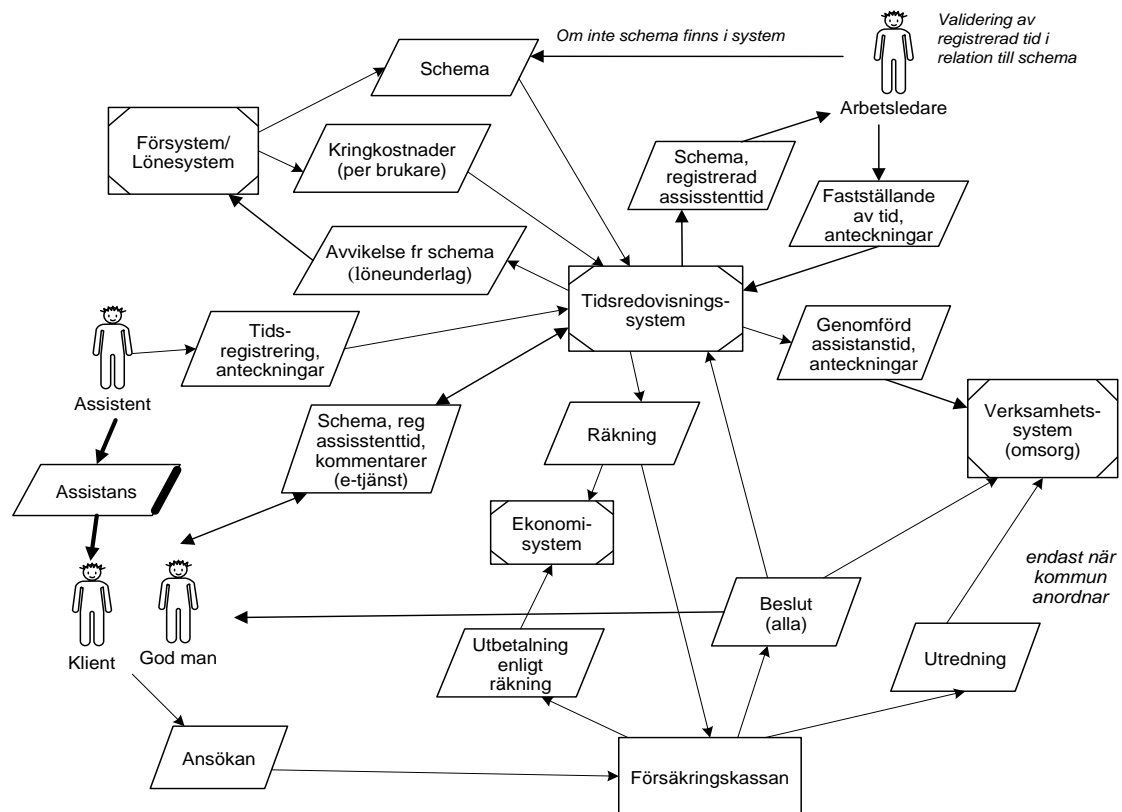 Om inte schema finns i system
Validering av
registrerad tid i
relation till schema
Schema
Arbetsledare
Försystem/
Lönesystem
Kringkostnader
(per brukare)
Schema,
registrerad
assisstenttid
Fastställande
av tid,
anteckningar
Avvikelse fr schema
(löneunderlag)
Tidsredovisnings-
system
Tids-
registrering,
anteckningar
Genomförd
assistanstid,
anteckningar
Assistent
Schema, reg
assisstenttid,
kommentarer
(e-tjänst)
Räkning
Verksamhets-
system
(omsorg)
Assistans
Ekonomi-
system
endast när
kommun
anordnar
Beslut
(alla)
Klient
God man
Utbetalning
enligt
räkning
Utredning
Ansökan
Försäkringskassan